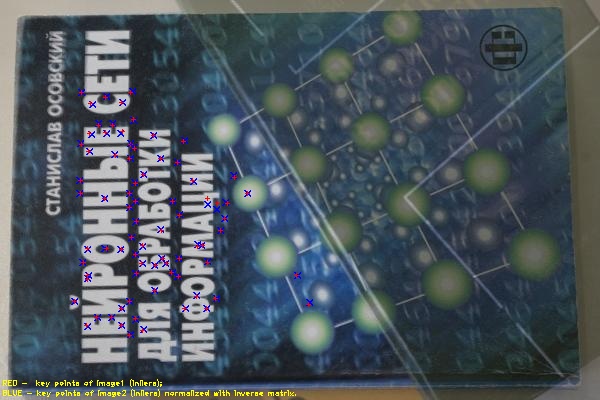 СТАНИСЛАВ ОСОВСКИЙ
НЕЙРОННЫЕ СЕТИ
ДЛЯ ОБРАБОТКИ
ИНФОРМАЦИИ
RED - key points of image1 (inliers);
BLUE - key points of image2 (inliers) normalized with inverse matrix.